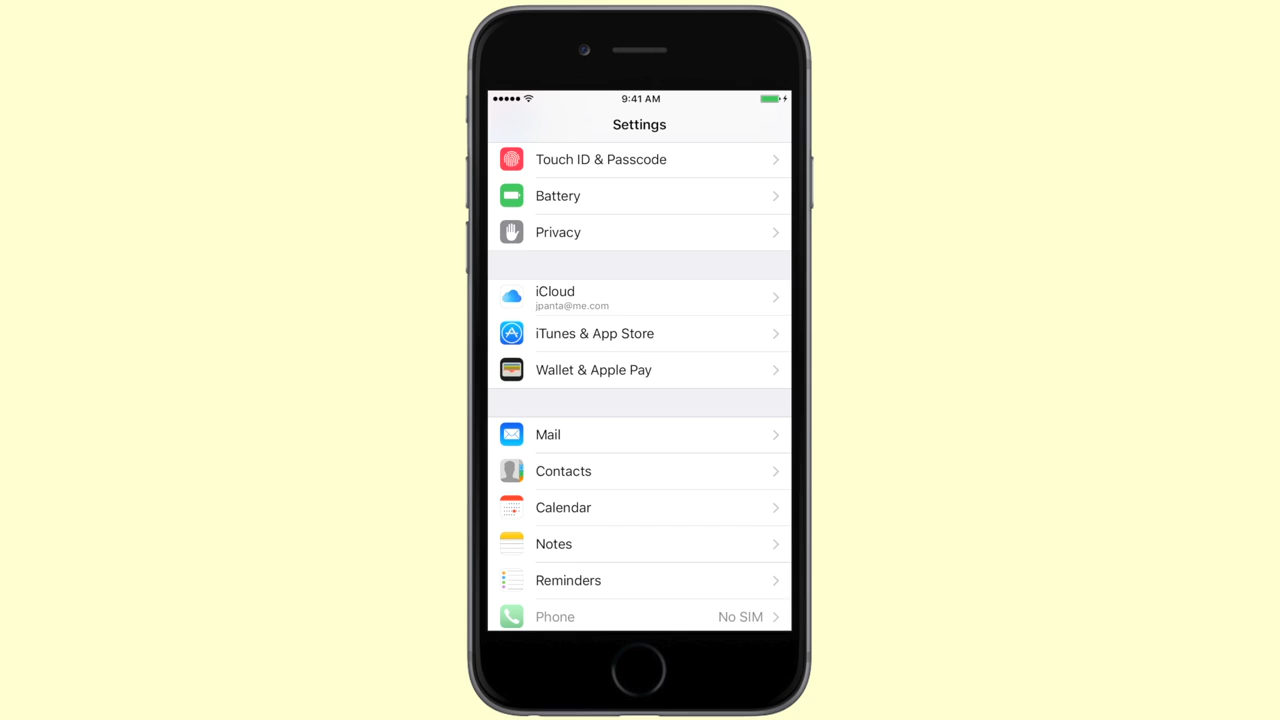 9:41 AM
Settings
Touch ID & Passcode
Battery
Privacy
iCloud
jpanta@me.com
iTunes & App Store
Wallet & Apple Pay
Mail
Contacts
Calendar
Notes
Reminders
Phone No SIM